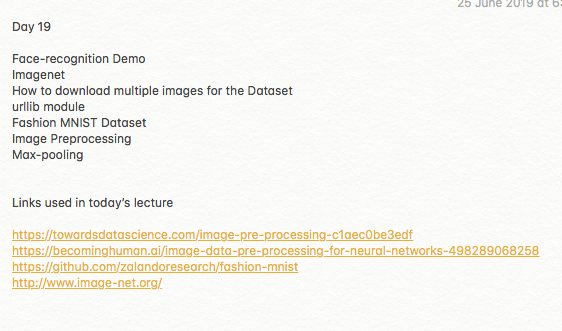 25 June 2019 at 6:
Day 19
Face-recognition Demo
Imagenet
How to download multiple images for the Dataset
urllib module
Fashion MNIST Dataset
Image Preprocessing
Max-pooling
Links used in today's lecture
https://towardsdatascience.com/image-pre-processing-c1aec0be3edf
https://becominghuman.ai/image-data-pre-processing-for-neural-networks-498289068258
https://github.com/zalandoresearch/fashion-mnist
http://www.image-net.org/